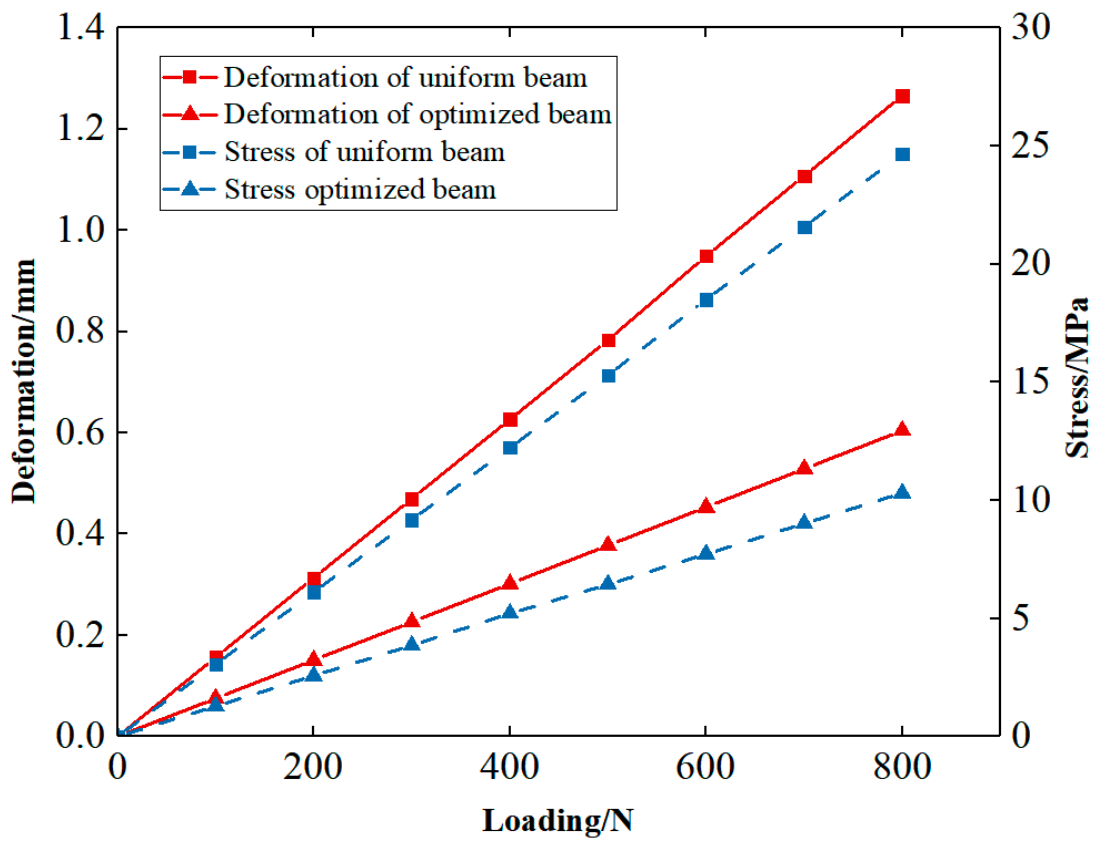 Deformation of uniform beam
Deformation of optimized beam
Stress of uniform beam
Stress optimized beam
1.4
1.2
1.0
0.8
0.6
0.4
0.2
0.0
Deformation/mm
30
25
20
15
10
5
0
Stress/MPa
0 200 400 600 800
Loading/N